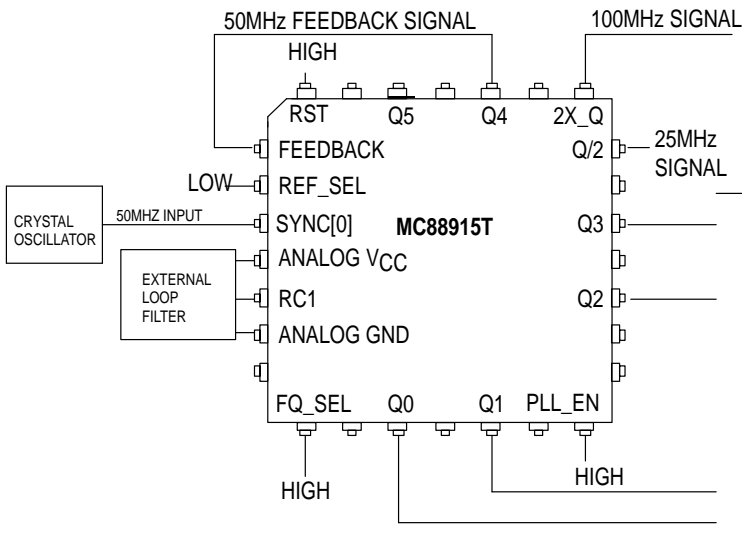 50MHz FEEDBACK SIGNAL
100MHz SIGNAL
HIGH
RST
Q5
Q4
2X_Q
FEEDBACK
Q/2
25MHz
SIGNAL
LOW
REF_SEL
CRYSTAL
OSCILLATOR
50MHZ INPUT
SYNC[0]
MC88915T
Q3
ANALOG VCC
EXTERNAL
LOOP
FILTER
RC1
Q2
ANALOG GND
FQ_SEL
Q0
Q1
PLL_EN
HIGH
HIGH